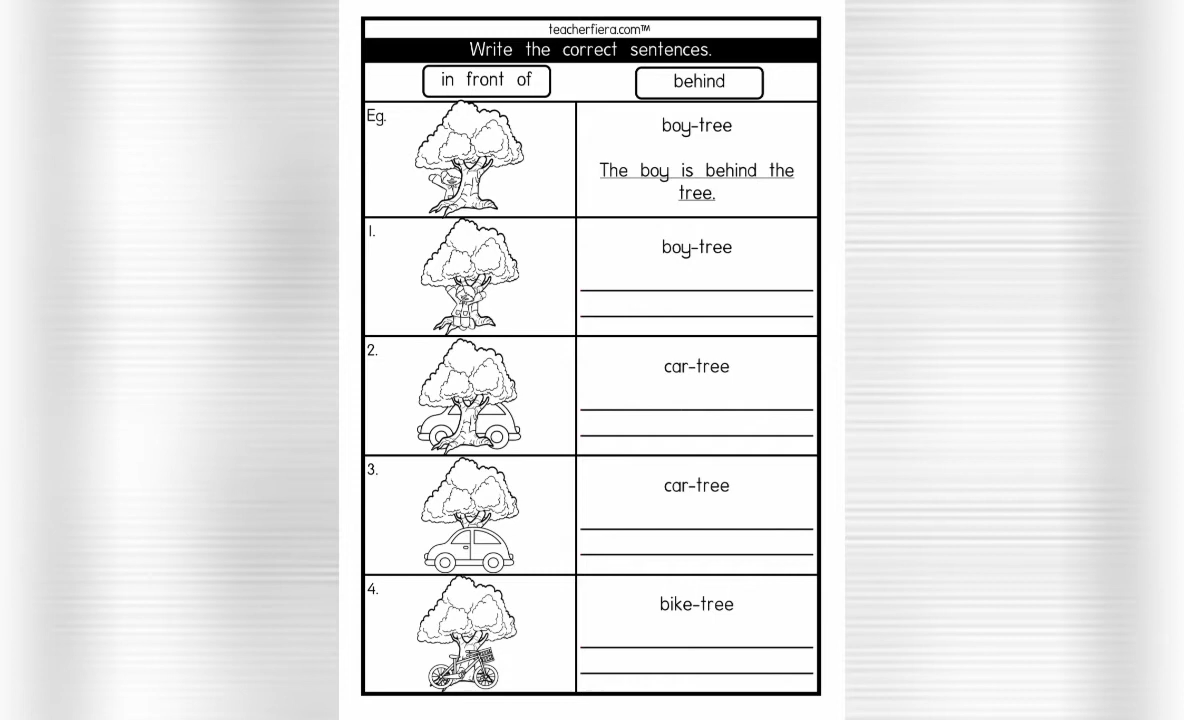 teacherfiera.com™
Write the correct sentences.
in front of
behind
Eg.
boy-tree
The boy is behind the
tree.
1.
boy-tree
2.
car-tree
3.
car-tree
4.
bike-tree